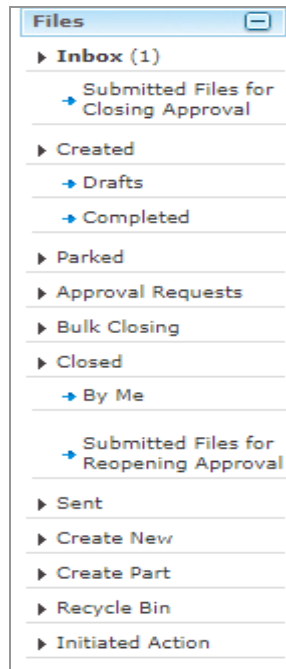 Files
Inbox (1)
Submitted Files for
Closing Approval
Created
Drafts
Completed
Parked
Approval Requests
Bulk Closing
Closed
By Me
Submitted Files for
Reopening Approval
Sent
Create New
Create Part
Recycle Bin
Initiated Action